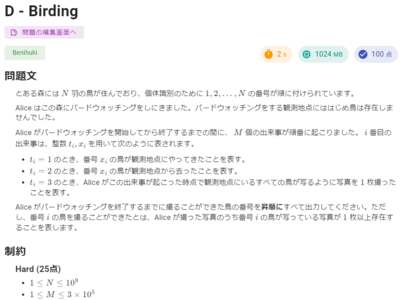 D - Birding
問題の編集画面へ
Benihuki
2 s
1024 MB
100 点
問題文
とある森には N 羽の鳥が住んでおり、個体識別のために 1, 2, . . . , N の番号が順に付けられています。
Alice はこの森にバードウォッチングをしにきました。バードウォッチングをする観測地点にははじめ鳥は存在しま
せんでした。
Alice がバードウォッチングを開始してから終了するまでの間に、 M 個の出来事が順番に起こりました。 i 番目の
出来事は、整数 t_i, x_i を用いて次のように表されます。
• t_i = 1 のとき、番号 x_i の鳥が観測地点にやってきたことを表す。
• t_i = 2 のとき、番号 x_i の鳥が観測地点から去ったことを表す。
• t_i = 3 のとき、Alice がこの出来事が起こった時点で観測地点にいるすべての鳥が写るように写真を 1 枚撮った
ことを表す。
Alice がバードウォッチングを終了するまでに撮ることができた鳥の番号を昇順にすべて出力してください。ただ
し、番号 i の鳥を撮ることができたとは、Alice が撮った写真のうち番号 i の鳥が写っている写真が 1 枚以上存在す
ることを表します。
制約
Hard (25点)
• 1 ≤ N ≤ 10^9
• 1 ≤ M ≤ 3 × 10^5